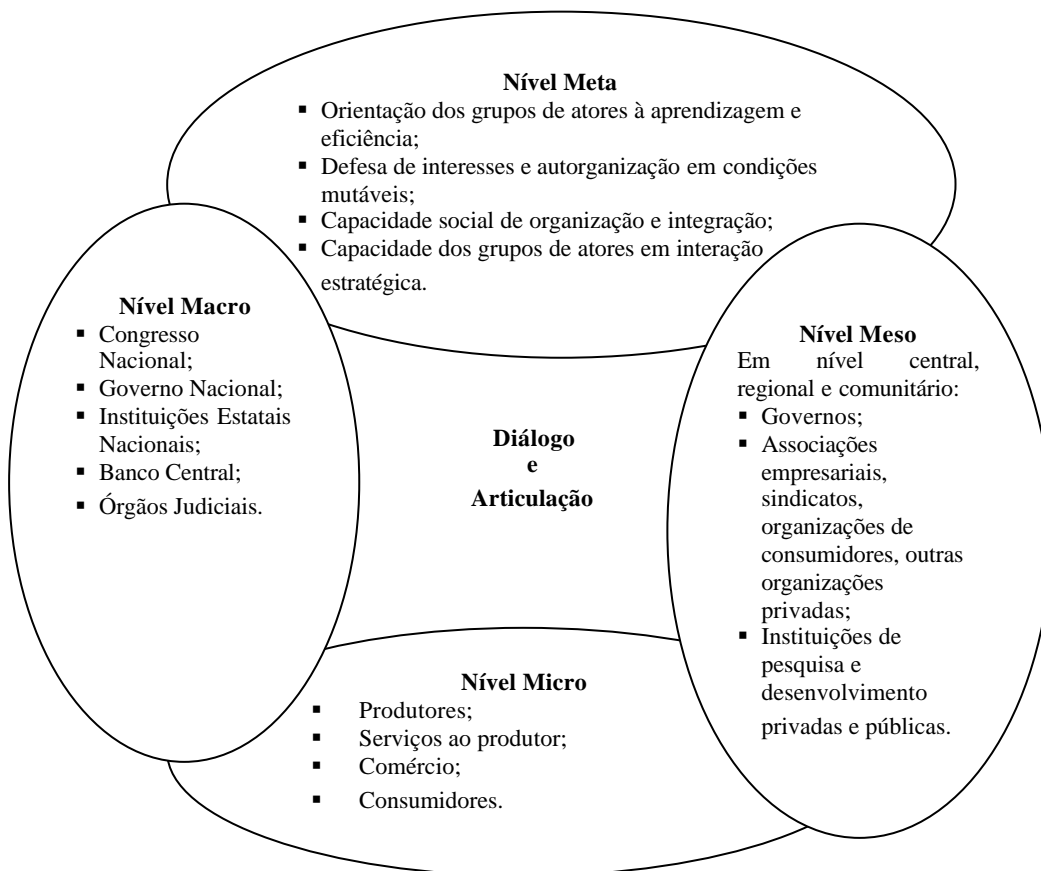 Nível Meta
▪ Orientação dos grupos de atores à aprendizagem e
eficiência;
▪ Defesa de interesses e autorganização em condições
mutáveis;
▪ Capacidade social de organização e integração;
▪ Capacidade dos grupos de atores em interação
estratégica.
Nível Macro
▪ Congresso
Nacional;
▪ Governo Nacional;
▪ Instituições Estatais
Nacionais;
▪ Banco Central;
▪ Órgãos Judiciais.
Diálogo
e
Articulação
Nível Meso
Em nível central,
regional e comunitário:
▪ Governos;
▪ Associações
empresariais,
sindicatos,
organizações de
consumidores, outras
organizações
privadas;
▪ Instituições de
pesquisa e
desenvolvimento
privadas e públicas.
Nível Micro
▪ Produtores;
▪ Serviços ao produtor;
▪ Comércio;
▪ Consumidores.